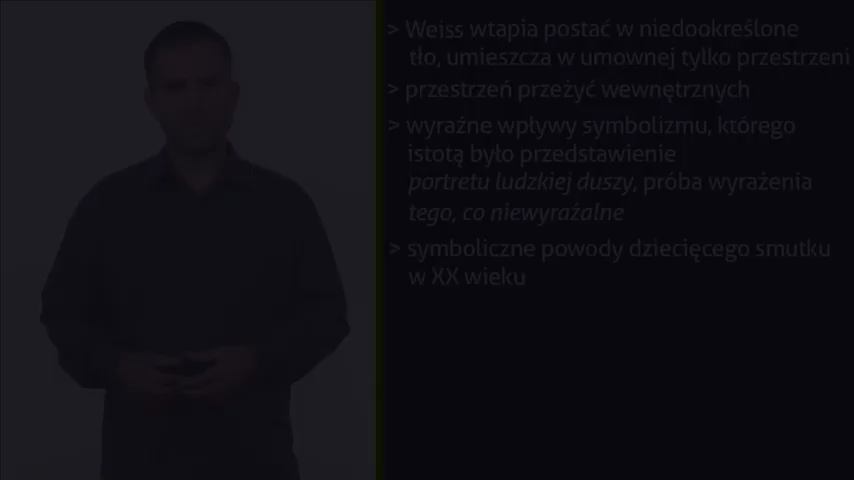 > Weiss wtapia postać w niedookreślone
tło, umieszcza w umownej tylko przestrzeni
> przestrzeń przeżyć wewnętrznych
> wyraźne wpływy symbolizmu, którego
istotą było przedstawienie
portretu ludzkiej duszy, próba wyrażenia
tego, co niewyrażalne
> symboliczne powody dziecięcego smutku
w XX wieku